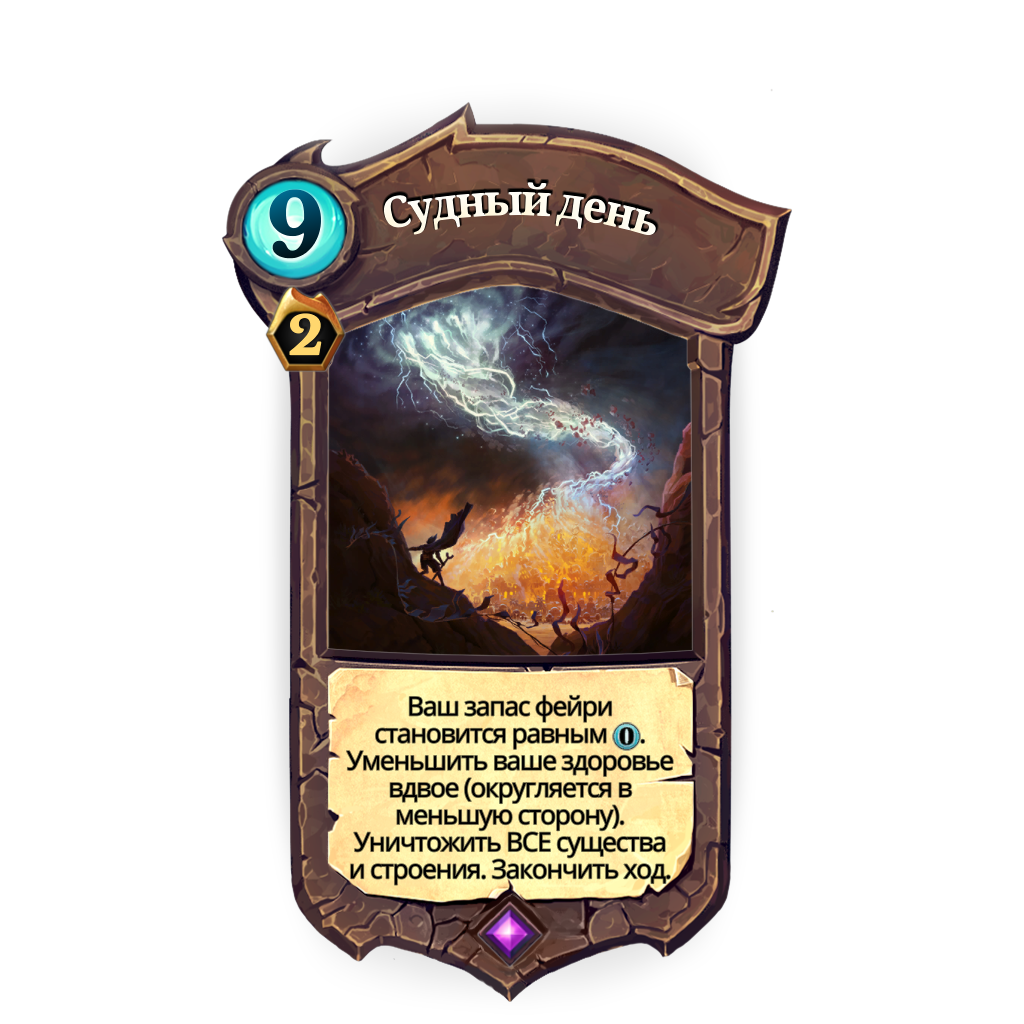 9
Судный день
2
Ваш запас фейри
становится равным 0.
Уменьшить ваше здоровье
вдвое (округляется в
меньшую сторону).
Уничтожить ВСЕ существа
и строения. Закончить ход.